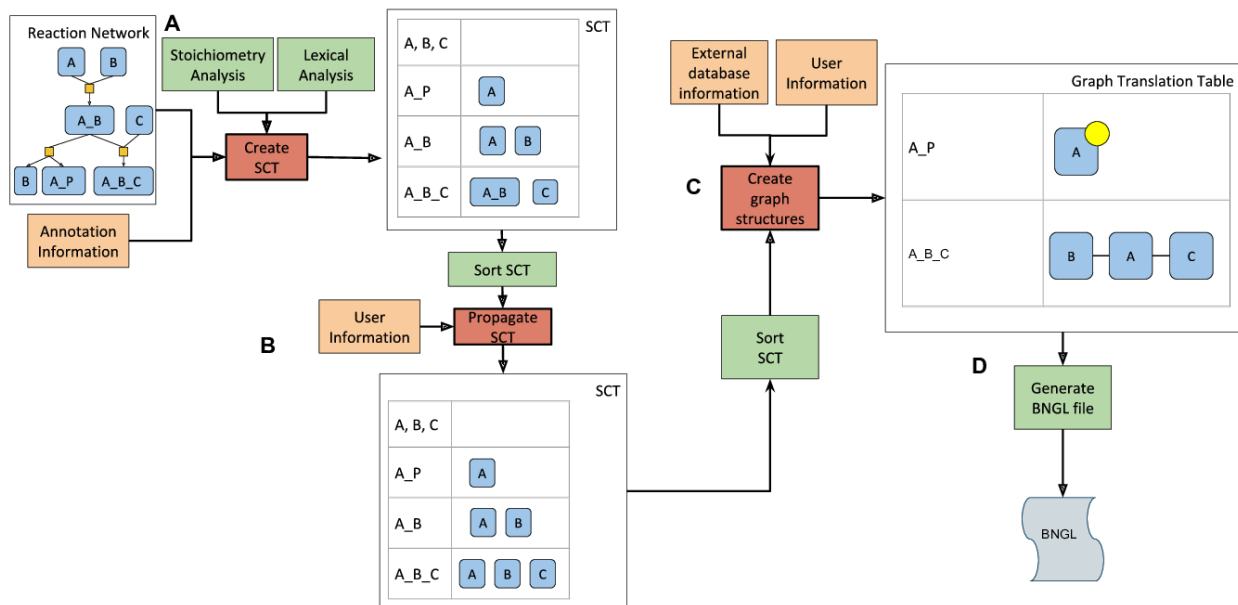 A
Reaction Network
A B
A_B C
B A_P A_B_C
Annotation
Information
Stoichiometry
Analysis
Lexical
Analysis
Create
SCT
SCT
A, B, C
A_P A
A_B A B
A_B_C A_B C
Sort SCT
B
User
Information
Propagate
SCT
SCT
A, B, C
A_P A
A_B A B
A_B_C A B C
C
External
database
information
User
Information
Create
graph
structures
Sort
SCT
Graph Translation Table
A_P A
A_B_C B A C
D
Generate
BNGL file
BNGL